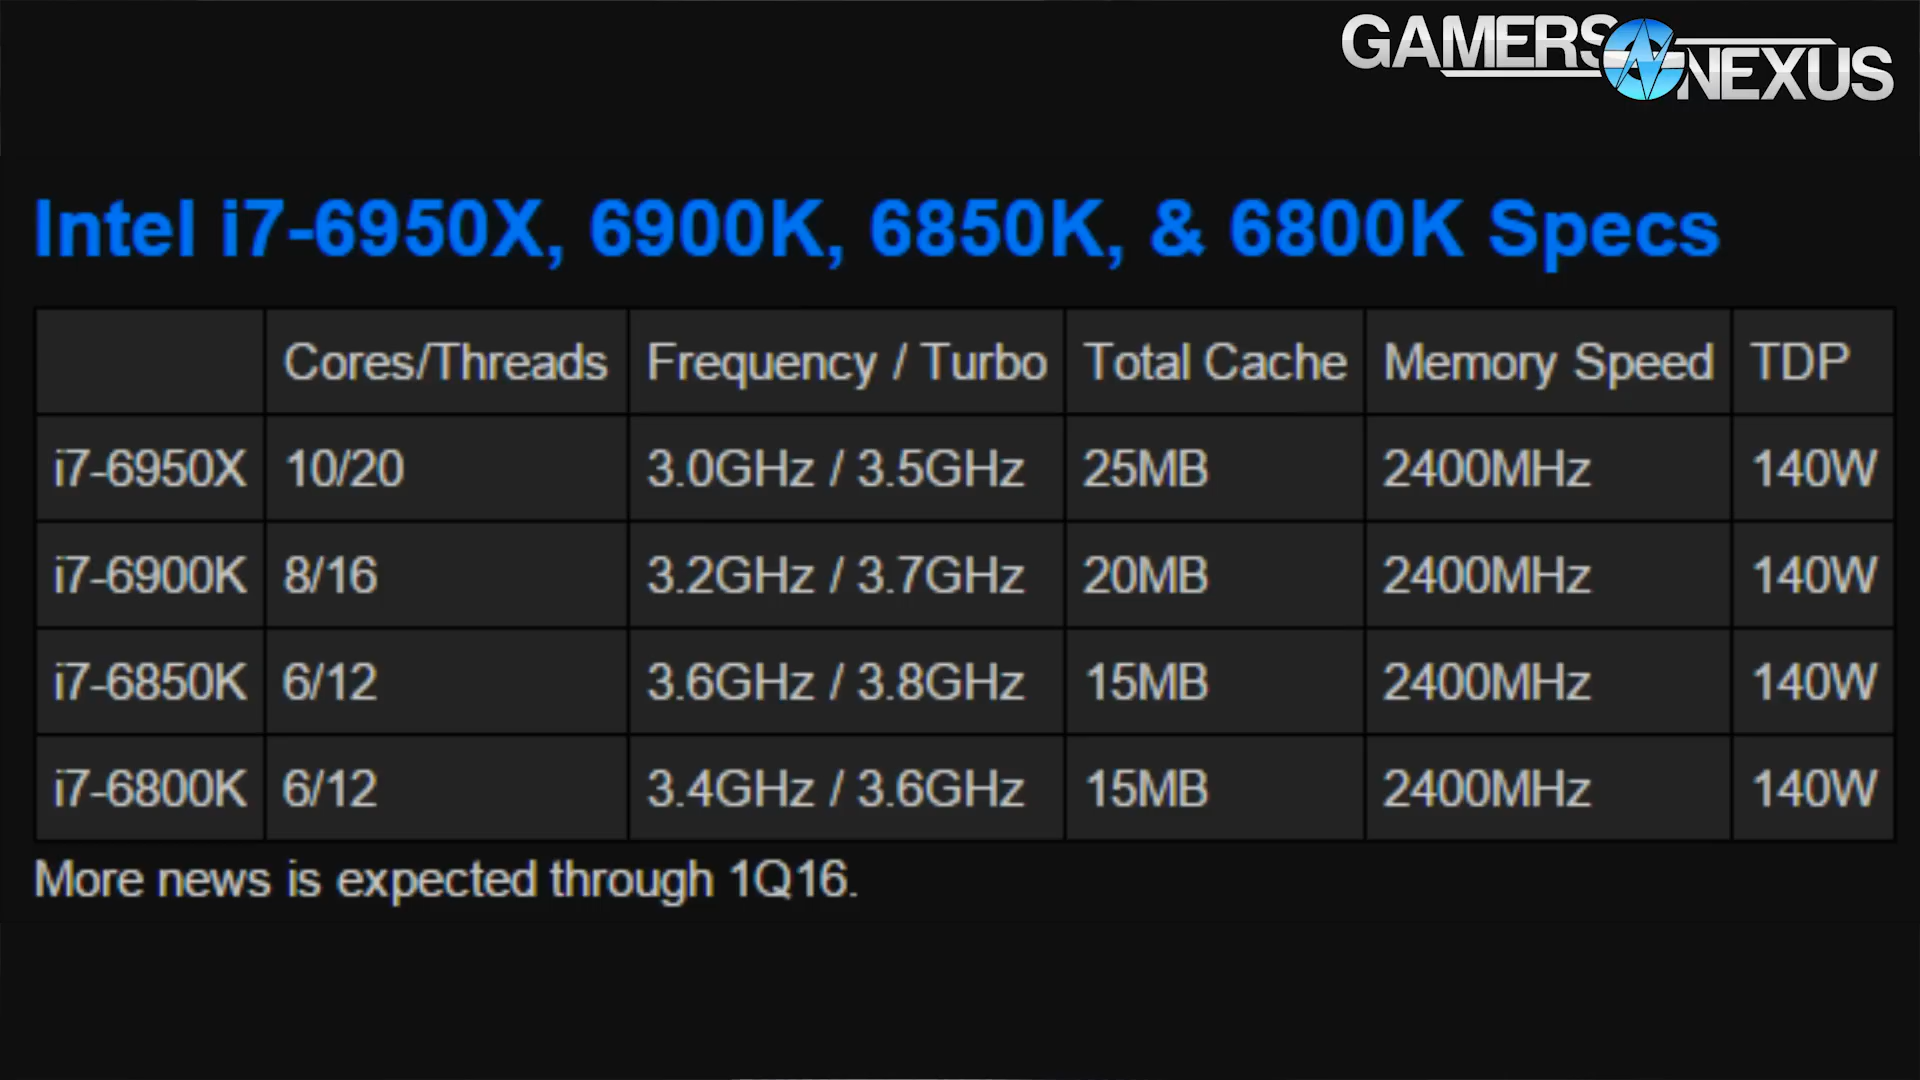 GAMERS NEXUS
Intel i7-6950X, 6900K, 6850K, & 6800K Specs
Cores/Threads Frequency / Turbo Total Cache Memory Speed TDP
i7-6950X 10/20 3.0GHz / 3.5GHz 25MB 2400MHz 140W
i7-6900K 8/16 3.2GHz / 3.7GHz 20MB 2400MHz 140W
i7-6850K 6/12 3.6GHz / 3.8GHz 15MB 2400MHz 140W
i7-6800K 6/12 3.4GHz / 3.6GHz 15MB 2400MHz 140W
More news is expected through 1Q16.